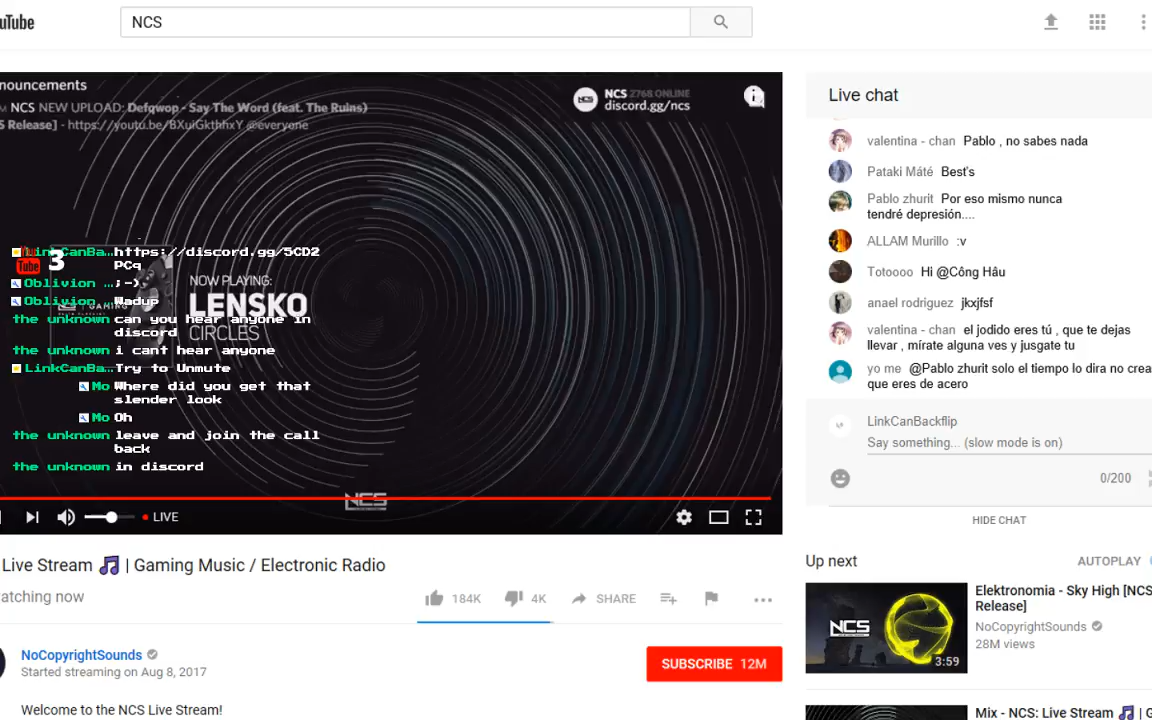 uTube
NCS
nouncements
NCS NEW UPLOAD: Defqwop - Say The Word (feat. The Ruins)
Release] - https://youtu.be/BXuiGkthhxY @everyone
NCS 2768 ONLINE
discord.gg/ncs
LinkCanBa... https://discord.gg/5CD2
PCq
Tube
3
Oblivion ... ;-)
Oblivion Wadup
NOW PLAYING:
LENSKO
CIRCLES
the unknown can you hear anyone in
discord
the unknown i cant hear anyone
LinkCanBa... Try to Unmute
Mo Where did you get that
slender look
Mo Oh
the unknown leave and join the call
back
the unknown in discord
NCS
LIVE
Live Stream 🎵 | Gaming Music / Electronic Radio
atching now
184K
4K
SHARE
NoCopyrightSounds
Started streaming on Aug 8, 2017
SUBSCRIBE 12M
Welcome to the NCS Live Stream!
Live chat
valentina - chan Pablo , no sabes nada
Pataki Máté Best's
Pablo zhurit Por eso mismo nunca
tendré depresión....
ALLAM Murillo :v
Totoooo Hi @Công Hâu
anael rodriguez jkxjfsf
valentina - chan el jodido eres tú , que te dejas
llevar , mírate alguna ves y jusgate tu
yo me @Pablo zhurit solo el tiempo lo dira no crea
que eres de acero
LinkCanBackflip
Say something... (slow mode is on)
0/200
HIDE CHAT
Up next
AUTOPLAY
NCS
3:59
Elektronomia - Sky High [NCS
Release]
NoCopyrightSounds
28M views
Mix - NCS: Live Stream 🎵 | G